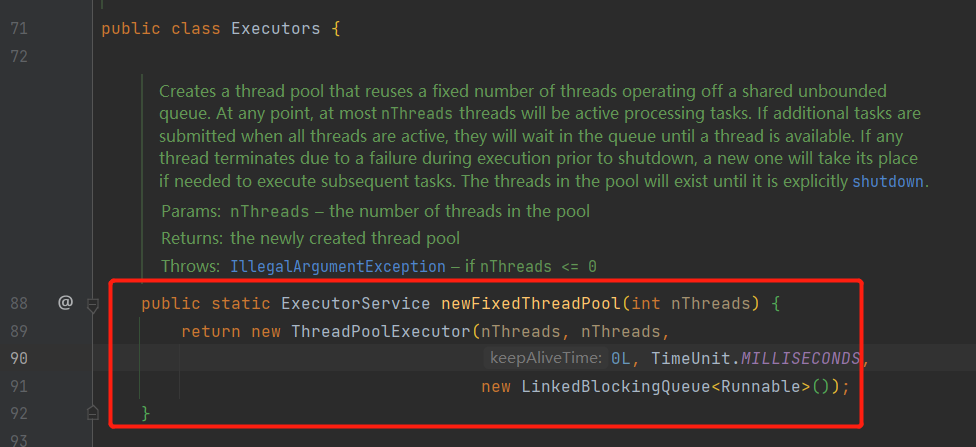 71 public class Executors {
72
Creates a thread pool that reuses a fixed number of threads operating off a shared unbounded
queue. At any point, at most nThreads threads will be active processing tasks. If additional tasks are
submitted when all threads are active, they will wait in the queue until a thread is available. If any
thread terminates due to a failure during execution prior to shutdown, a new one will take its place
if needed to execute subsequent tasks. The threads in the pool will exist until it is explicitly shutdown.
Params: nThreads – the number of threads in the pool
Returns: the newly created thread pool
Throws: IllegalArgumentException – if nThreads <= 0
88 @ public static ExecutorService newFixedThreadPool(int nThreads) {
89 return new ThreadPoolExecutor(nThreads, nThreads,
90 keepAliveTime: 0L, TimeUnit.MILLISECONDS,
91 new LinkedBlockingQueue<Runnable>());
92 }
93